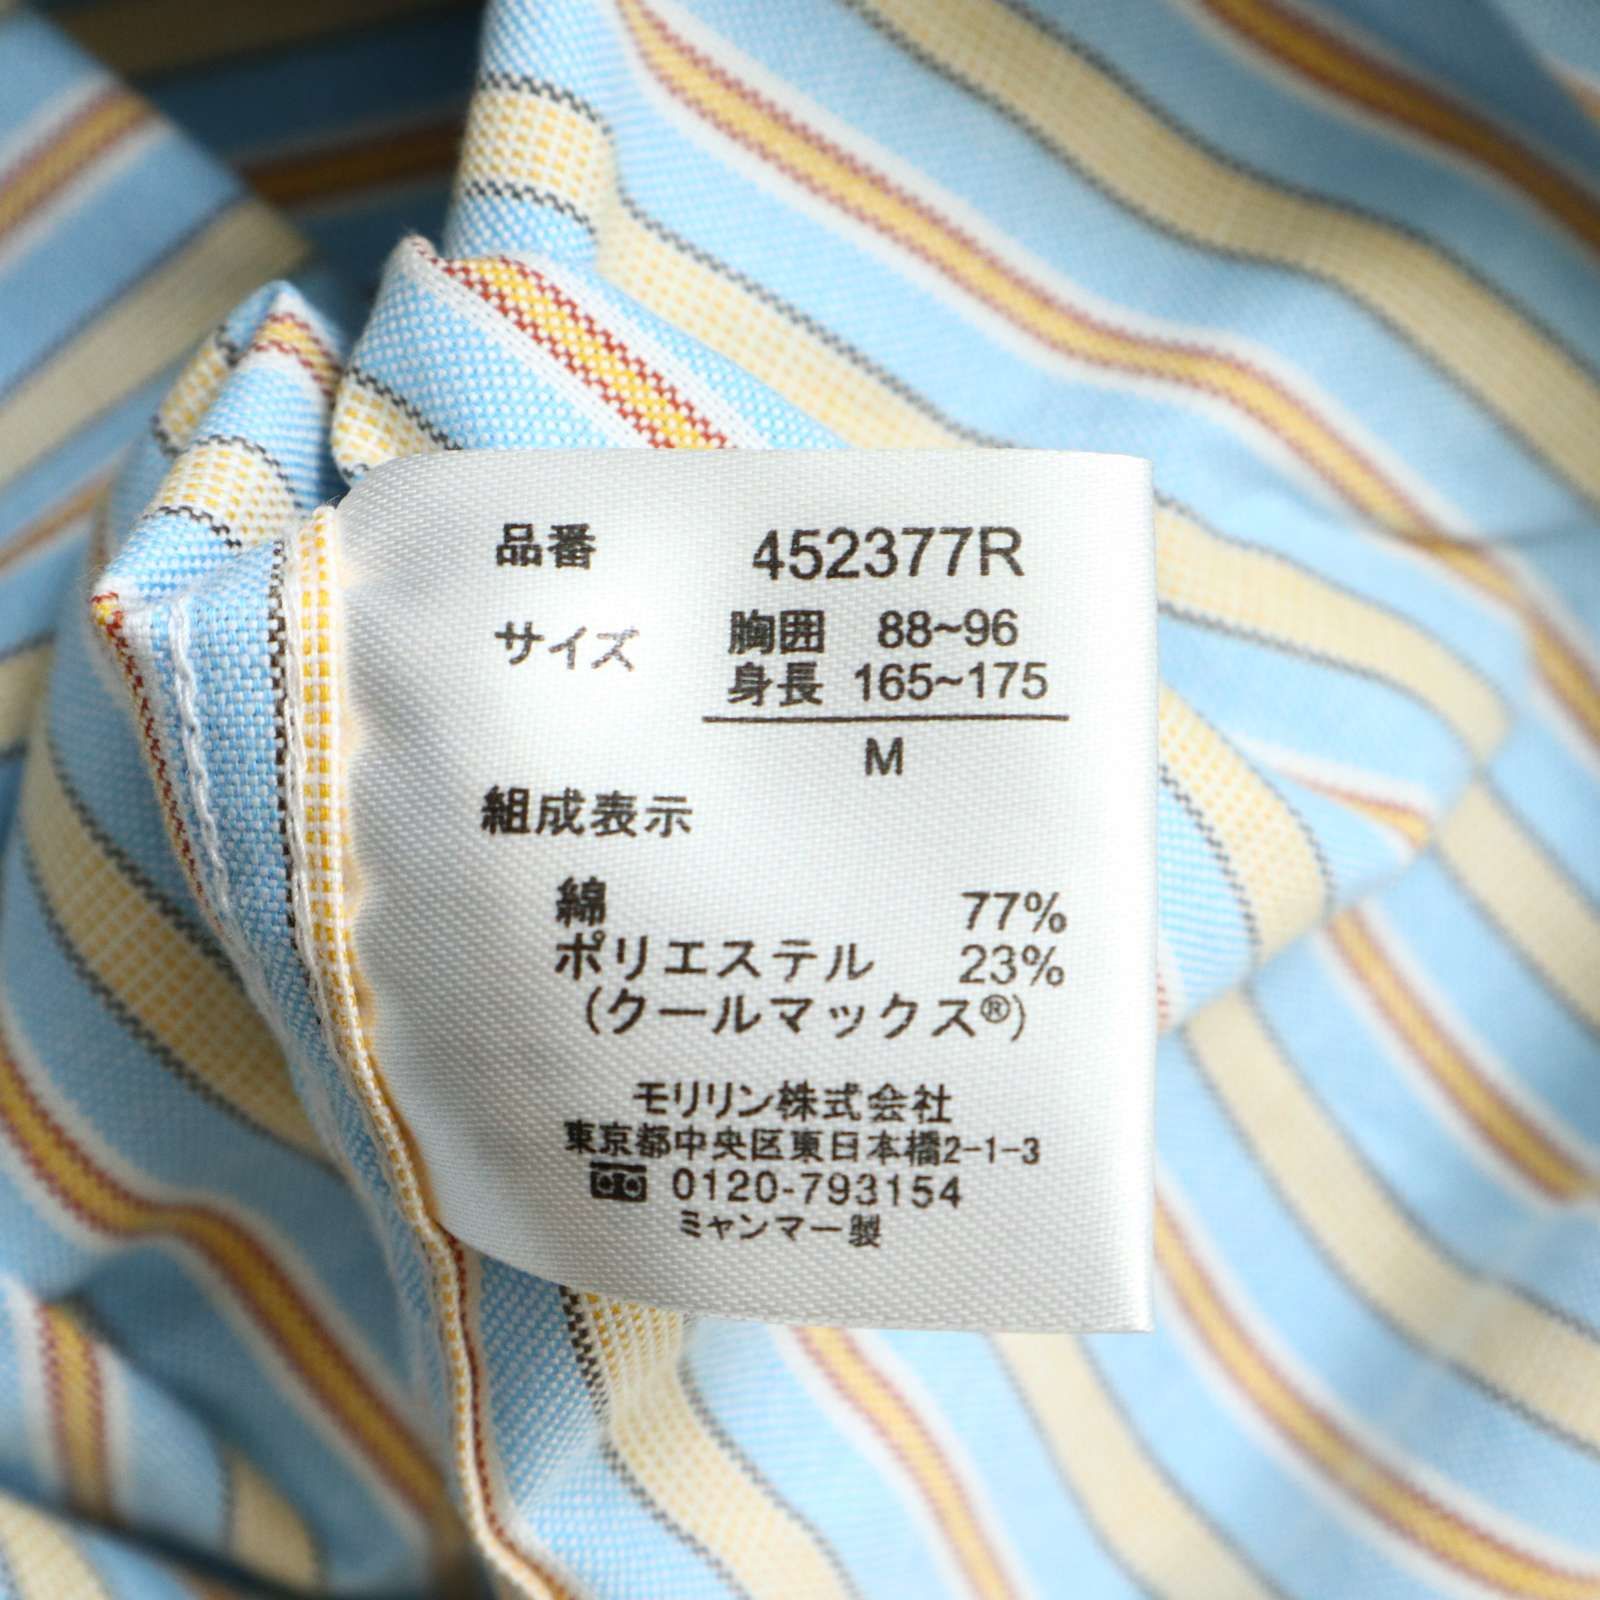 品番 452377R
サイズ 胸囲 88~96
身長 165~175
M
組成表示
綿 77%
ポリエステル 23%
(クールマックス®)
モリリン株式会社
東京都中央区東日本橋2-1-3
0120-793154
ミャンマー製